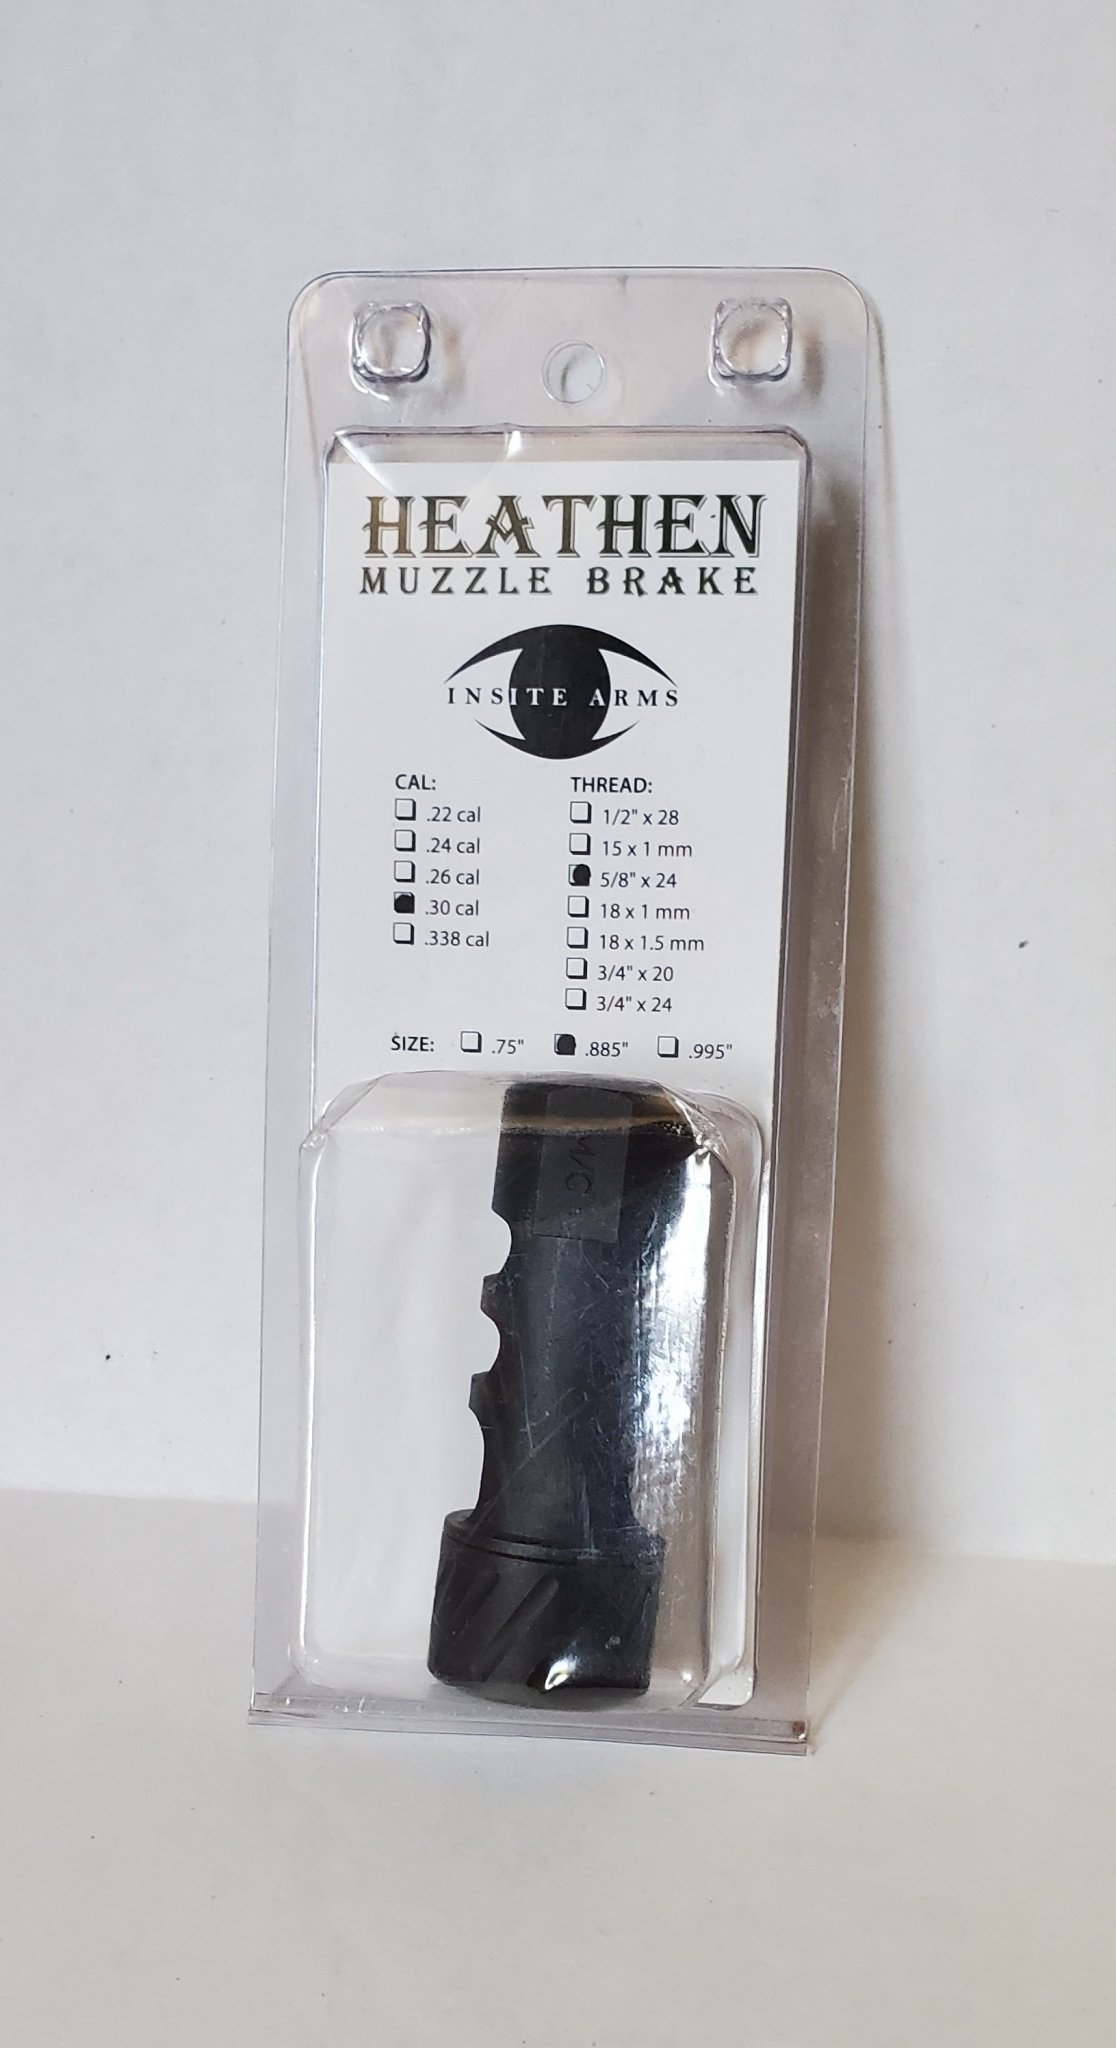 HEATHEN
MUZZLE BRAKE
INSITE ARMS
CAL:
.22 cal
.24 cal
.26 cal
.30 cal
.338 cal
THREAD:
1/2" x 28
15 x 1 mm
5/8" x 24
18 x 1 mm
18 x 1.5 mm
3/4" x 20
3/4" x 24
SIZE: .75" .885" .995"